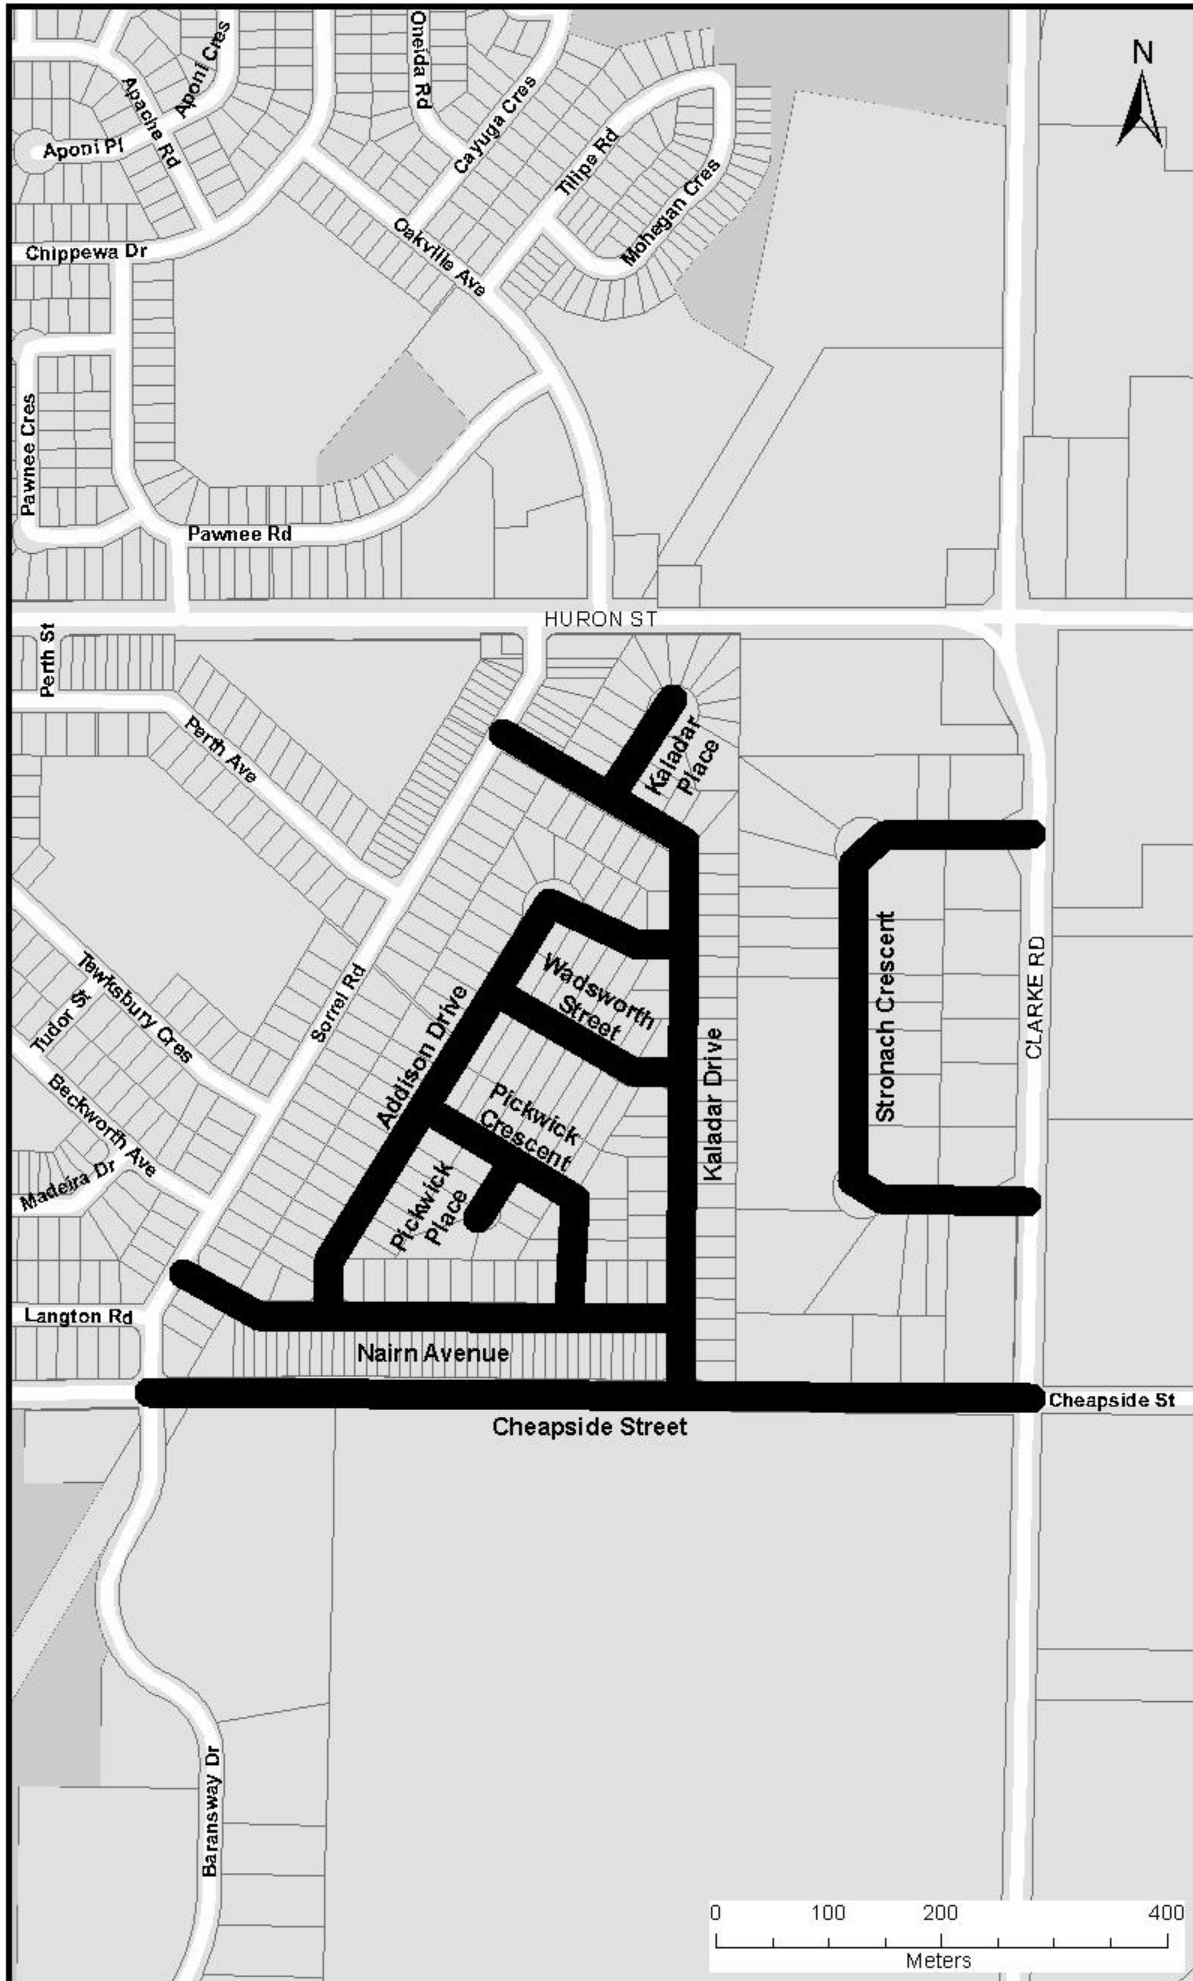 Oneida Rd
Aponi Cres
N
Apache Rd
Cayuga Cres
Aponi Pl
Tilipe Rd
Mohegan Cres
Chippewa Dr
Oakville Ave
Pawnee Cres
Pawnee Rd
HURON ST
Perth St
Perth Ave
Kaladar
Place
Tewksbury Cres
Tudor St
Sorrel Rd
Wadsworth
Street
Addison Drive
Stronach Crescent
CLARKE RD
Kaladar Drive
Beckworth Ave
Pickwick
Crescent
Madeira Dr
Pickwick
Place
Langton Rd
Nairn Avenue
Cheapside St
Cheapside Street
Baransway Dr
0 100 200 400
Meters